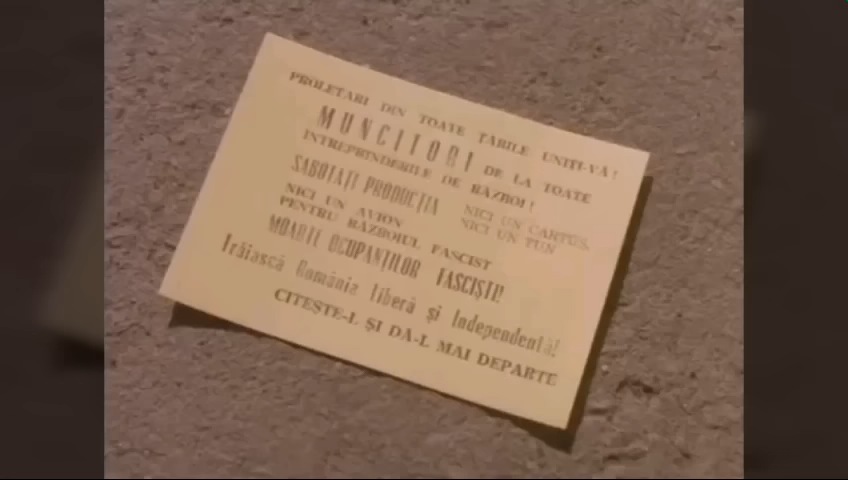 PROLETARI DIN TOATE ȚĂRILE UNIȚI-VĂ!
MUNCITORI DE LA TOATE
INTREPRINDERILE DE RĂZBOI!
SABOTAȚI PRODUCȚIA NICI UN CARTUȘ,
NICI UN AVION NICI UN TUN
PENTRU RĂZBOIUL FASCIST
MOARTE OCUPANȚILOR FASCIȘTI!
Trăiască România liberă și Independentă!
CITEȘTE-L ȘI DĂ-L MAI DEPARTE